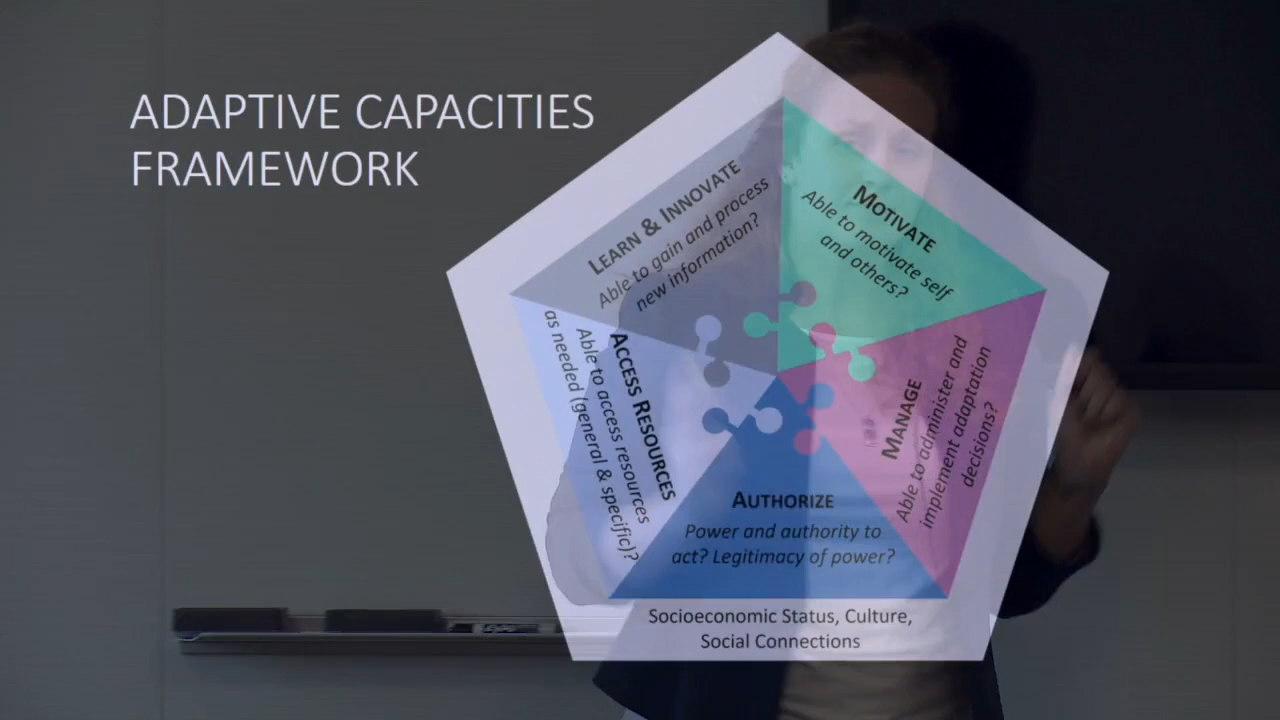 ADAPTIVE CAPACITIES
FRAMEWORK
LEARN & INNOVATE
Able to gain and process
new information?
MOTIVATE
Able to motivate self
and others?
MANAGE
Able to administer and
implement adaptation
decisions?
AUTHORIZE
Power and authority to
act? Legitimacy of power?
ACCESS RESOURCES
Able to access resources
as needed (general & specific)?
Socioeconomic Status, Culture,
Social Connections